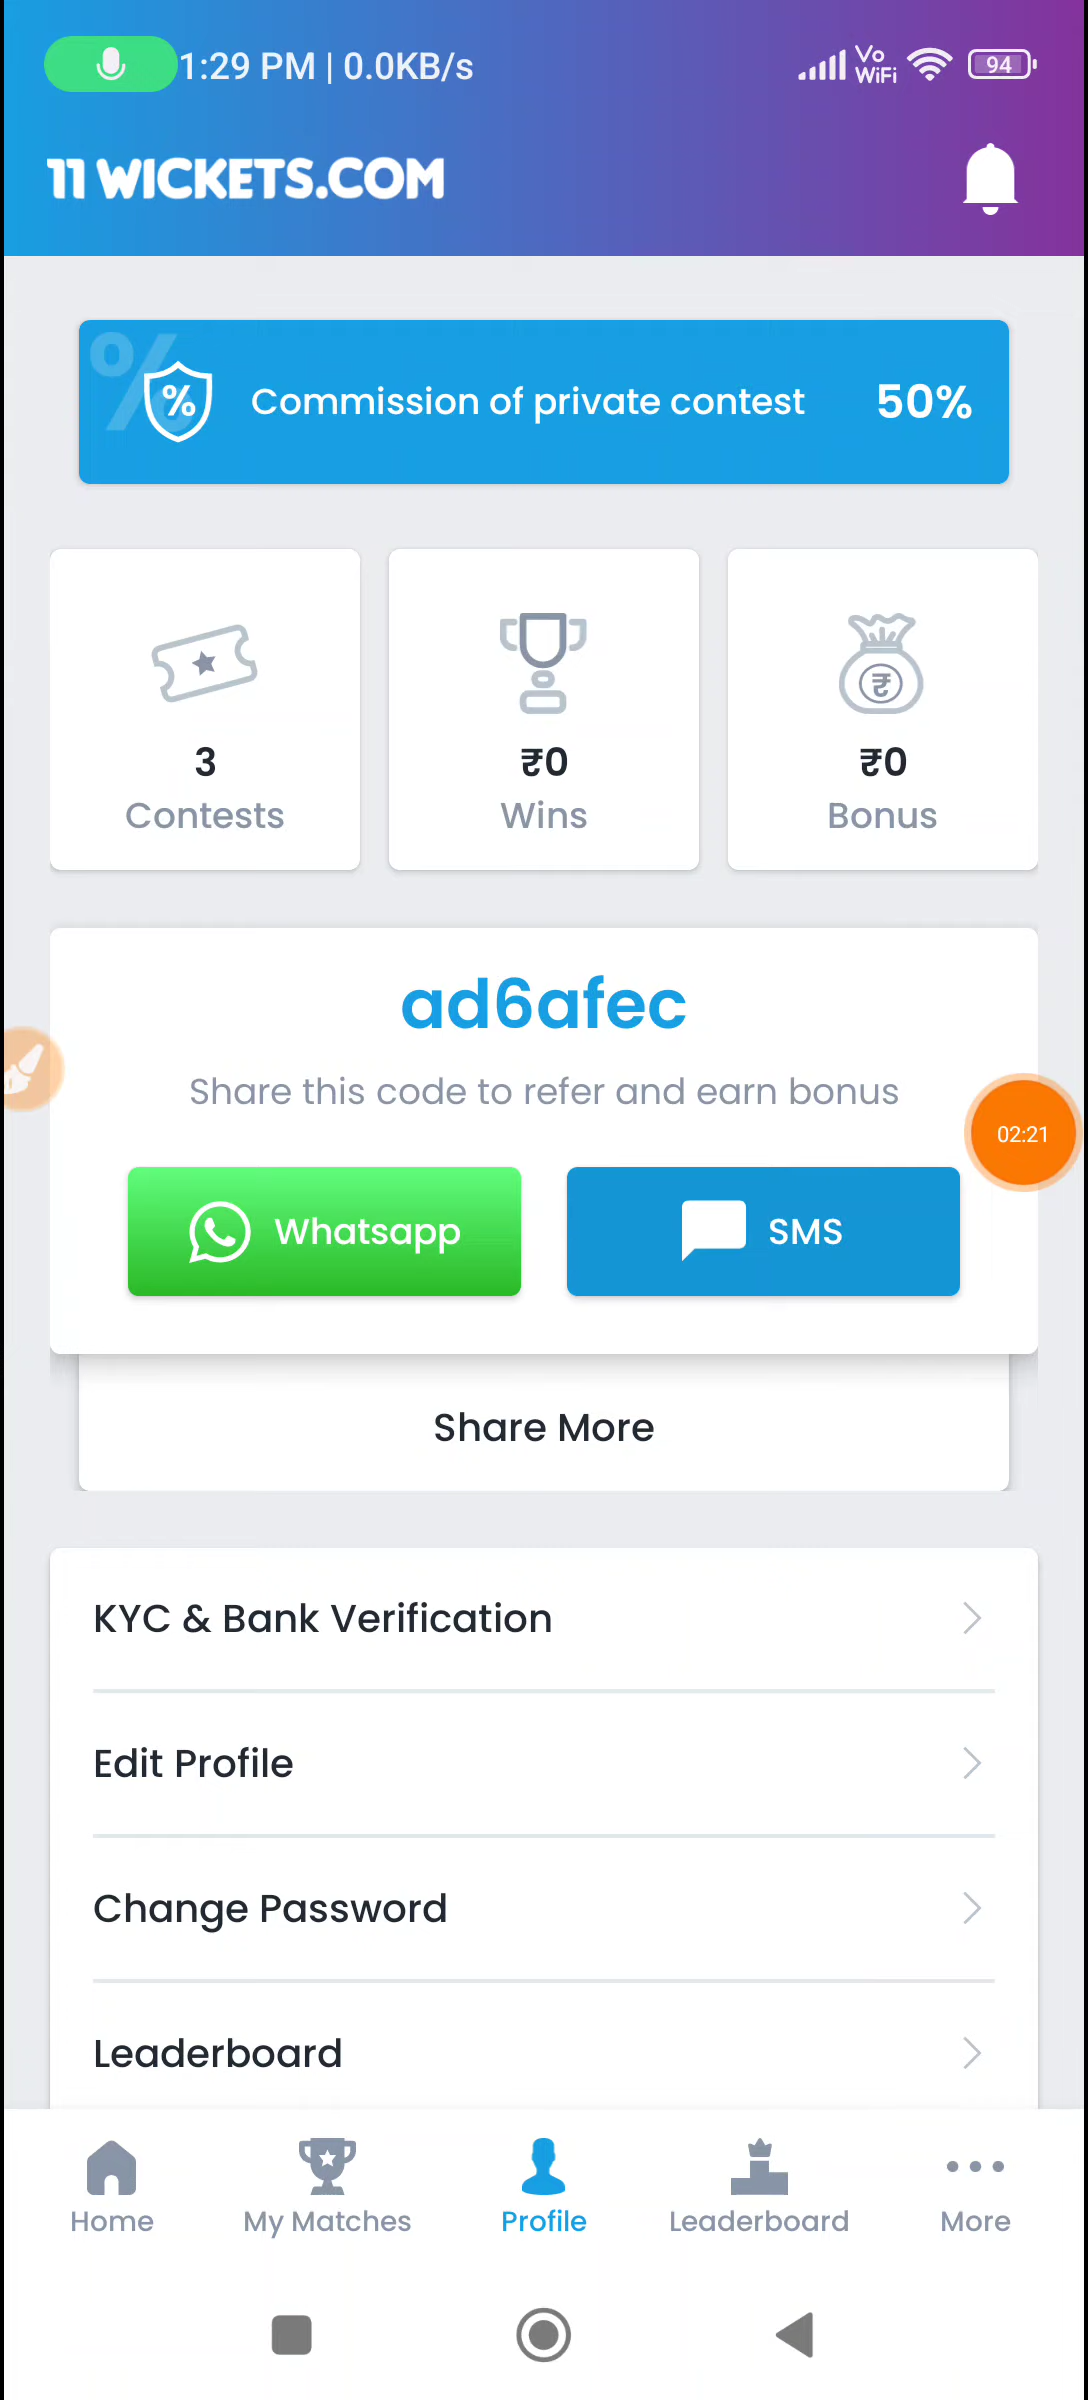 1:29 PM | 0.0KB/s Vo WiFi 94
11 WICKETS.COM
% Commission of private contest 50%
3 ₹0 ₹0
Contests Wins Bonus
ad6afec
Share this code to refer and earn bonus
02:21
Whatsapp SMS
Share More
KYC & Bank Verification
Edit Profile
Change Password
Leaderboard
Home My Matches Profile Leaderboard More